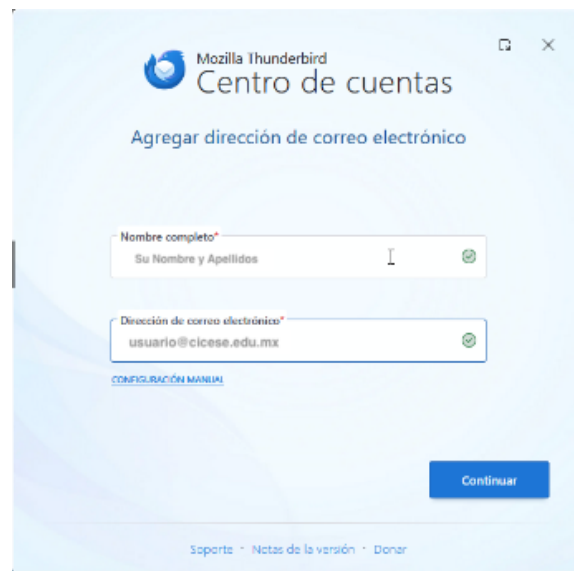 Mozilla Thunderbird
Centro de cuentas
Agregar dirección de correo electrónico
Nombre completo*
Su Nombre y Apellidos
Dirección de correo electrónico*
usuario@cicese.edu.mx
CONFIGURACIÓN MANUAL
Continuar
Soporte · Notas de la versión · Donar